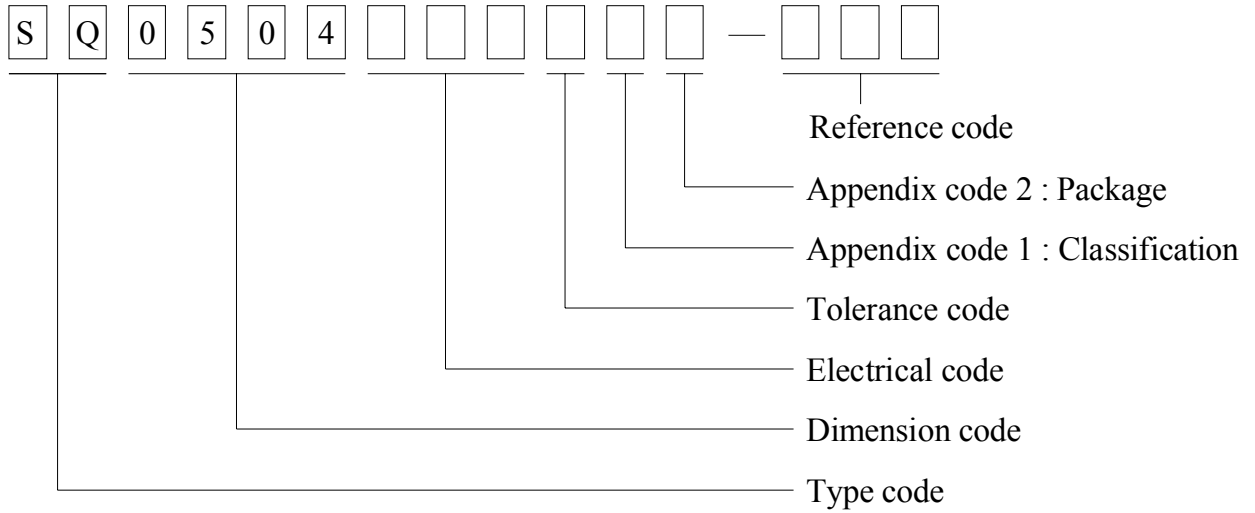 S Q 0 5 0 4 —
Reference code
Appendix code 2 : Package
Appendix code 1 : Classification
Tolerance code
Electrical code
Dimension code
Type code